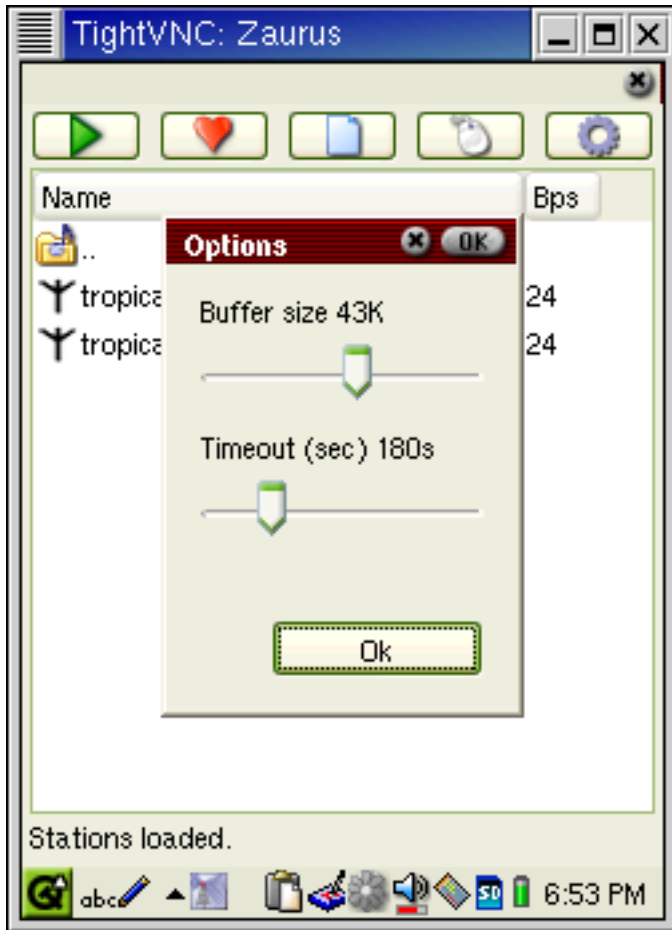 TightVNC: Zaurus
Name Bps
..
Options OK
tropica 24
Buffer size 43K
tropica 24
Timeout (sec) 180s
Ok
Stations loaded.
abc SD 6:53 PM